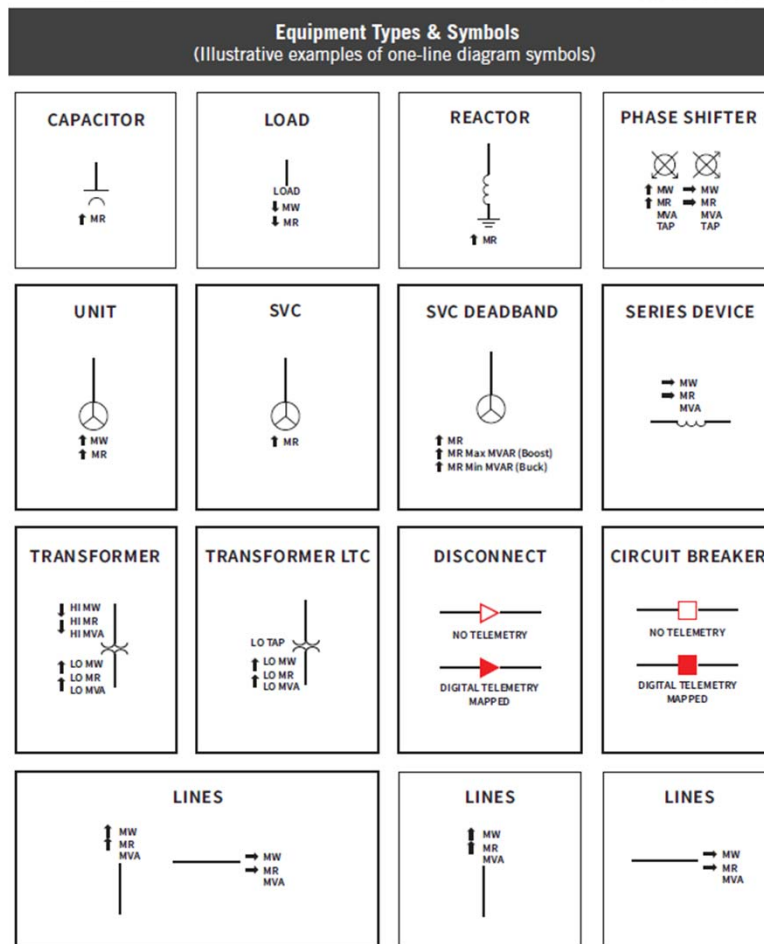 Equipment Types & Symbols
(Illustrative examples of one-line diagram symbols)
CAPACITOR
MR
LOAD
LOAD
MW
MR
REACTOR
MR
PHASE SHIFTER
MW MW
MR MR
MVA MVA
TAP TAP
UNIT
MW
MR
SVC
MR
SVC DEADBAND
MR
MR Max MVAR (Boost)
MR Min MVAR (Buck)
SERIES DEVICE
MW
MR
MVA
TRANSFORMER
HI MW
HI MR
HI MVA
LO MW
LO MR
LO MVA
TRANSFORMER LTC
LO TAP
LO MW
LO MR
LO MVA
DISCONNECT
NO TELEMETRY
DIGITAL TELEMETRY
MAPPED
CIRCUIT BREAKER
NO TELEMETRY
DIGITAL TELEMETRY
MAPPED
LINES
MW
MR
MVA
MW
MR
MVA
LINES
MW
MR
MVA
LINES
MW
MR
MVA